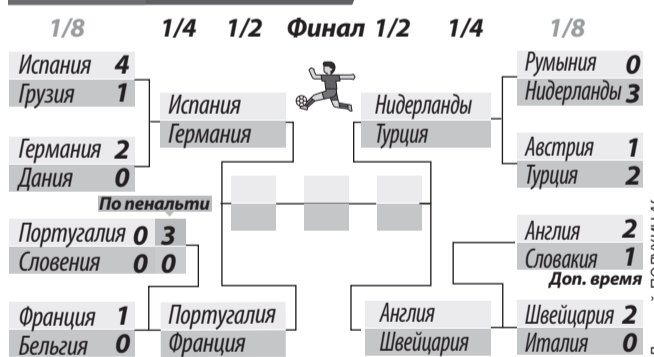 1/8 1/4 1/2 Финал 1/2 1/4 1/8
Испания 4
Грузия 1
Германия 2
Дания 0
По пенальти
Португалия 0 3
Словения 0 0
Франция 1
Бельгия 0
Испания
Германия
Португалия
Франция
Нидерланды
Турция
Англия
Швейцария
Румыния 0
Нидерланды 3
Австрия 1
Турция 2
Англия 2
Словакия 1
Доп. время
Швейцария 2
Италия 0